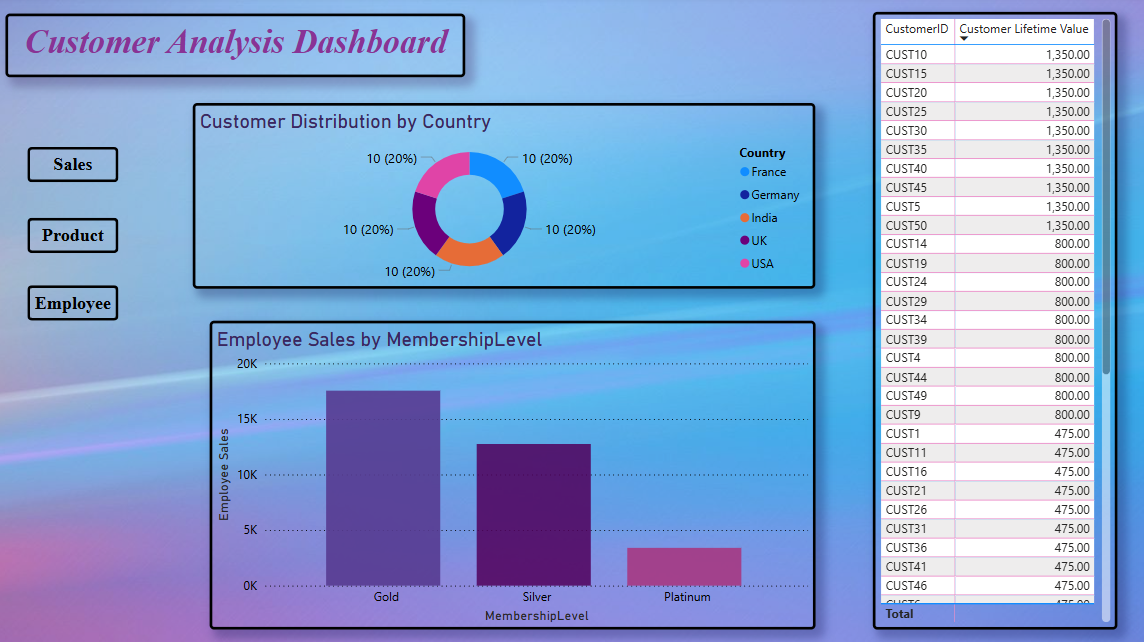 Customer Analysis Dashboard
Sales
Product
Employee
Customer Distribution by Country
10 (20%)
10 (20%)
10 (20%)
10 (20%)
10 (20%)
Country
France
Germany
India
UK
USA
Employee Sales by MembershipLevel
Employee Sales
20K
15K
10K
5K
0K
Gold Silver Platinum
MembershipLevel
CustomerID Customer Lifetime Value
CUST10 1,350.00
CUST15 1,350.00
CUST20 1,350.00
CUST25 1,350.00
CUST30 1,350.00
CUST35 1,350.00
CUST40 1,350.00
CUST45 1,350.00
CUST5 1,350.00
CUST50 1,350.00
CUST14 800.00
CUST19 800.00
CUST24 800.00
CUST29 800.00
CUST34 800.00
CUST39 800.00
CUST4 800.00
CUST44 800.00
CUST49 800.00
CUST9 800.00
CUST1 475.00
CUST11 475.00
CUST16 475.00
CUST21 475.00
CUST26 475.00
CUST31 475.00
CUST36 475.00
CUST41 475.00
CUST46 475.00
Total